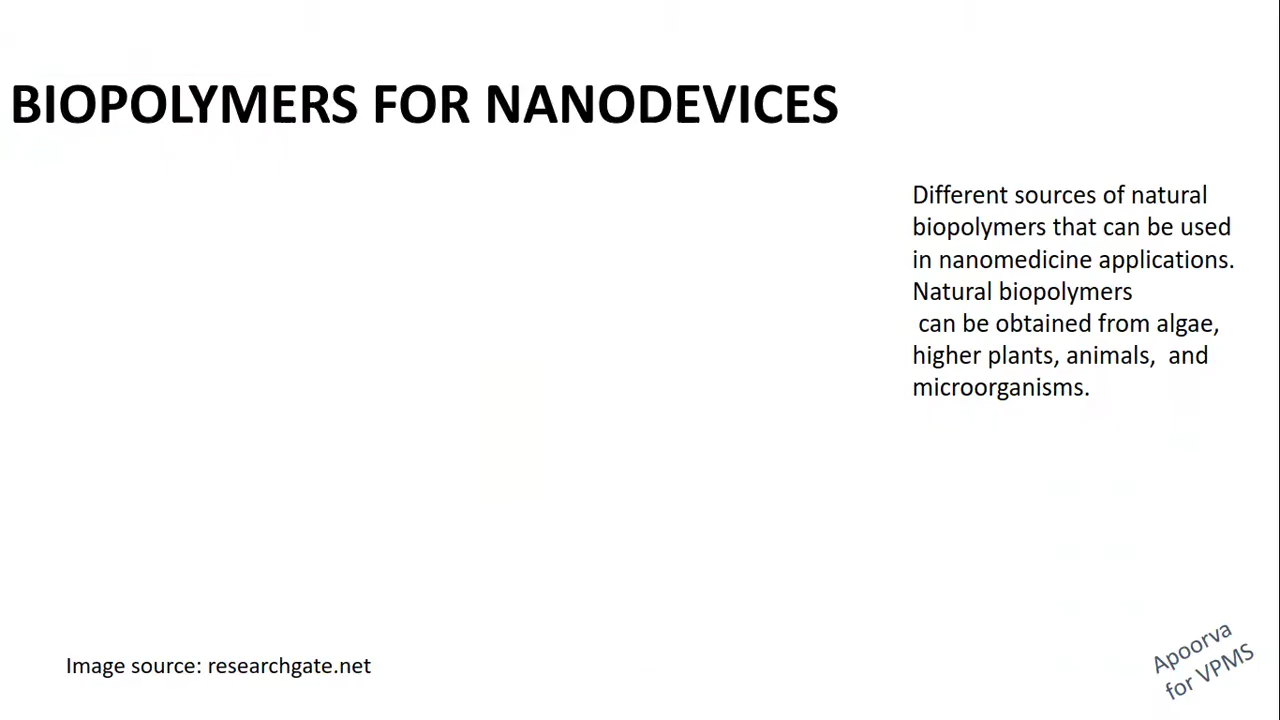 BIOPOLYMERS FOR NANODEVICES
Different sources of natural
biopolymers that can be used
in nanomedicine applications.
Natural biopolymers
can be obtained from algae,
higher plants, animals,  and
microorganisms.
Image source: researchgate.net
Apoorva
for VPMS